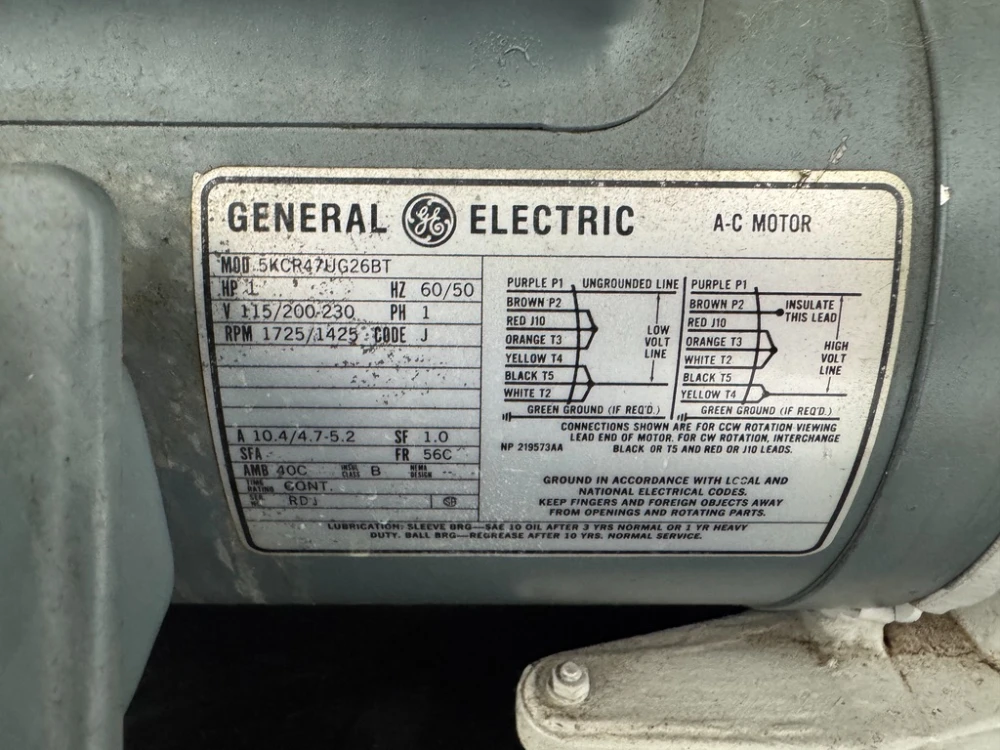 GENERAL GE ELECTRIC A-C MOTOR
MOD 5KCR47UG26BT
HP 1 HZ 60/50
V 115/200-230 PH 1
RPM 1725/1425 CODE J
A 10.4/4.7-5.2 SF 1.0
SFA - FR 56C
AMB 40C INSUL CLASS B NEMA DESIGN -
TIME RATING CONT.
SER. RDJ
PURPLE P1 UNGROUNDED LINE
BROWN P2
RED J10
ORANGE T3
YELLOW T4
BLACK T5
WHITE T2
LOW
VOLT
LINE
GREEN GROUND (IF REQ'D.)
PURPLE P1
BROWN P2
RED J10
ORANGE T3
WHITE T2
BLACK T5
YELLOW T4
INSULATE
THIS LEAD
HIGH
VOLT
LINE
GREEN GROUND (IF REQ'D.)
CONNECTIONS SHOWN ARE FOR CCW ROTATION VIEWING
LEAD END OF MOTOR. FOR CW ROTATION, INTERCHANGE
BLACK OR T5 AND RED OR J10 LEADS.
NP 219573AA
GROUND IN ACCORDANCE WITH LOCAL AND
NATIONAL ELECTRICAL CODES.
KEEP FINGERS AND FOREIGN OBJECTS AWAY
FROM OPENINGS AND ROTATING PARTS.
LUBRICATION: SLEEVE BRG—SAE 10 OIL AFTER 3 YRS NORMAL OR 1 YR HEAVY
DUTY. BALL BRG—REGREASE AFTER 10 YRS. NORMAL SERVICE.